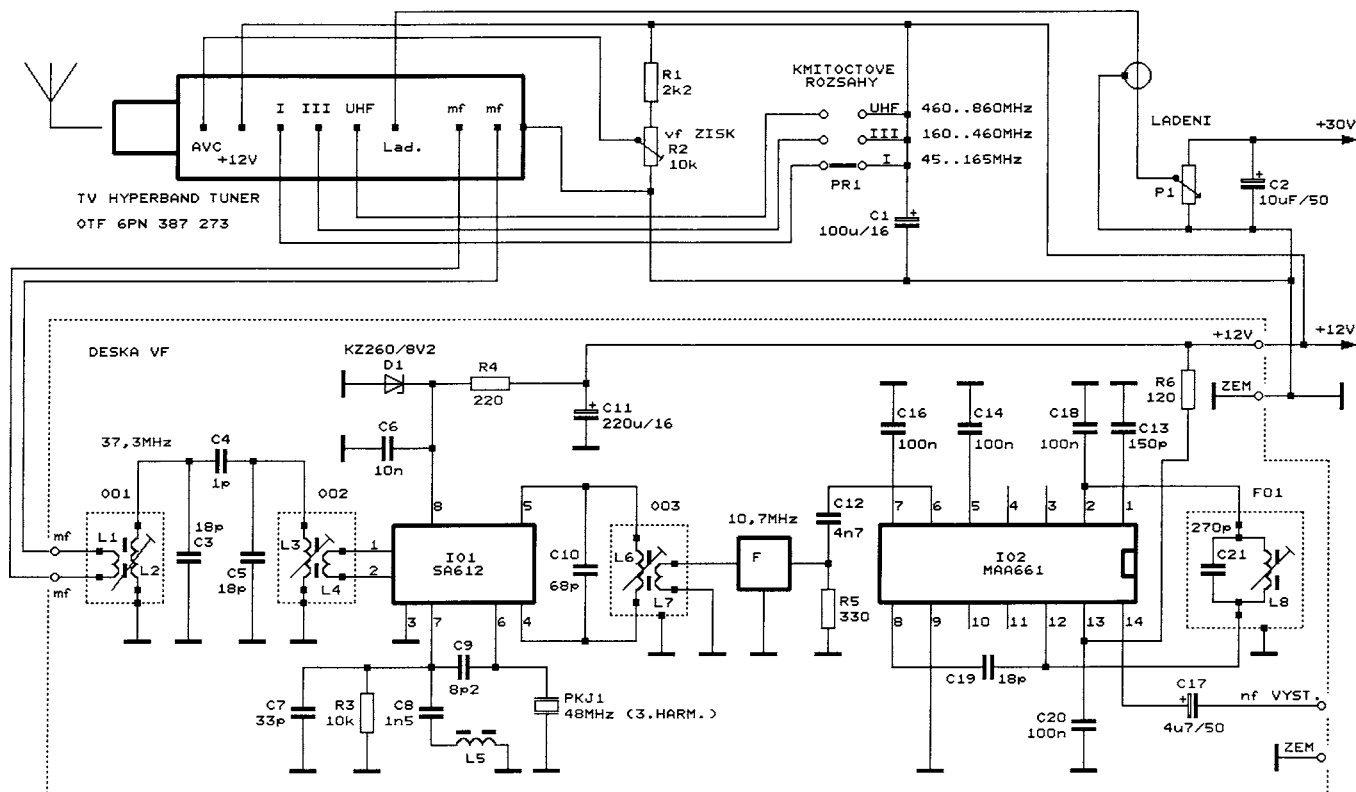 AVC
+12V
I
III
UHF
Lad.
mf
mf
TV HYPERBAND TUNER
OTF 6PN 387 273
R1
2k2
vf ZISK
R2
10k
KMITOCTOVE
ROZSAHY
UHF
460..860MHz
III
160..460MHz
I
45..165MHz
PR1
C1
+
100u/16
LADENI
+30V
P1
+
C2
10uF/50
DESKA VF
KZ260/8V2
D1
R4
220
+
C11
220u/16
+12V
+12V
R6
120
ZEM
37,3MHz
C4
1p
C6
10n
C16
100n
C14
100n
C18
100n
C13
150p
OO1
L1
L2
18p
C3
C5
18p
OO2
L3
L4
8
5
1
2
IO1
SA612
3
7
6
4
C10
68p
OO3
L6
L7
10,7MHz
F
C12
4n7
R5
330
7
6
5
4
3
2
1
IO2
MAA661
8
9
10
11
12
13
14
FO1
270p
C21
L8
mf
mf
C7
33p
R3
10k
C8
1n5
C9
8p2
L5
PKJ1
48MHz (3.HARM.)
C19
18p
C20
100n
C17
+
4u7/50
nf VYST.
ZEM